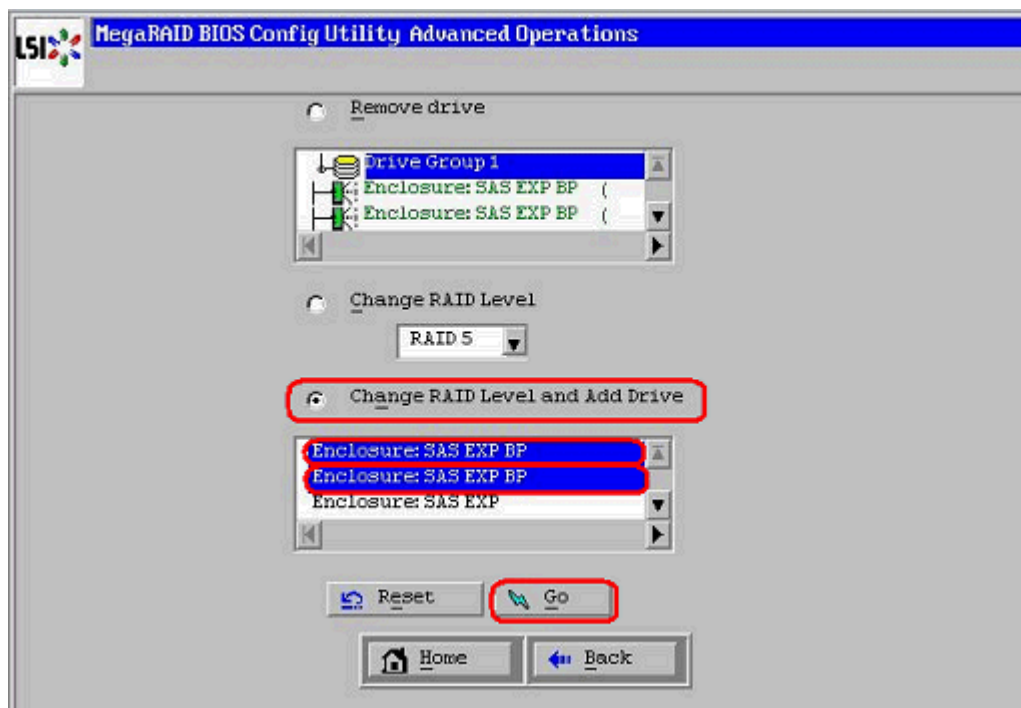 LSI
MegaRAID BIOS Config Utility Advanced Operations
Remove drive
Drive Group 1
Enclosure: SAS EXP BP (
Enclosure: SAS EXP BP (
Change RAID Level
RAID 5
Change RAID Level and Add Drive
Enclosure: SAS EXP BP
Enclosure: SAS EXP BP
Enclosure: SAS EXP
Reset Go
Home Back